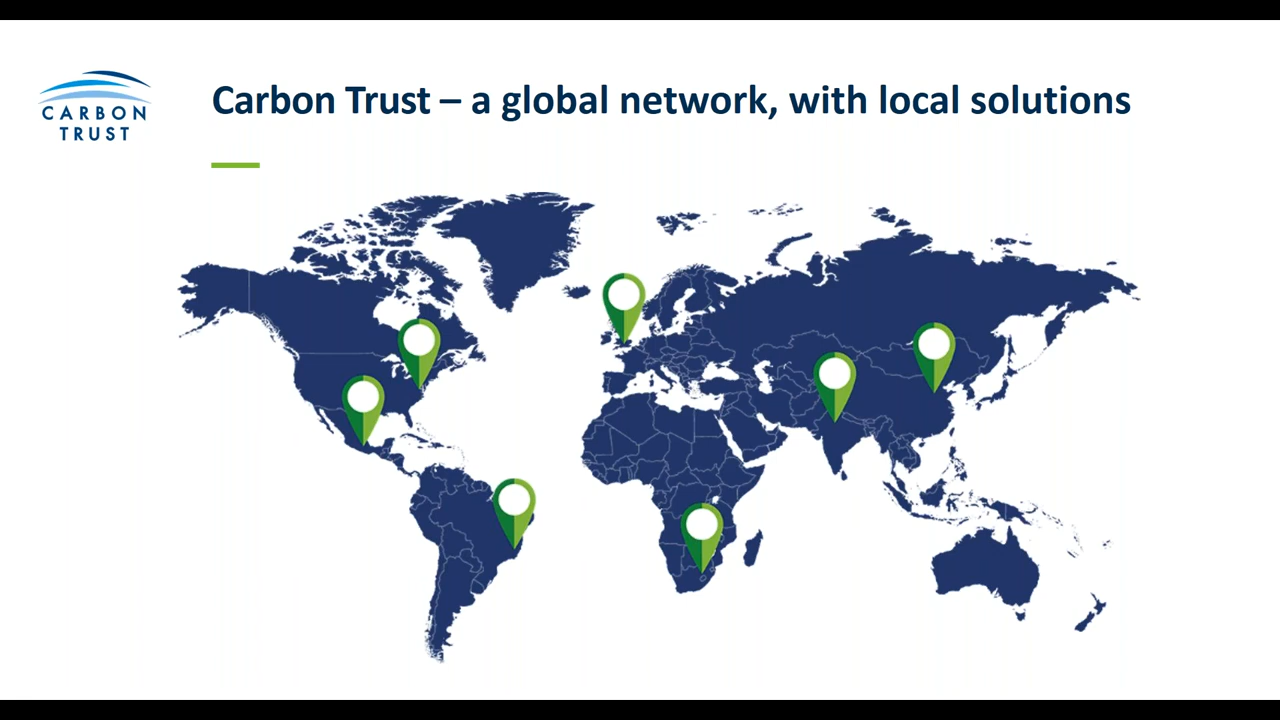 CARBON
TRUST
Carbon Trust – a global network, with local solutions